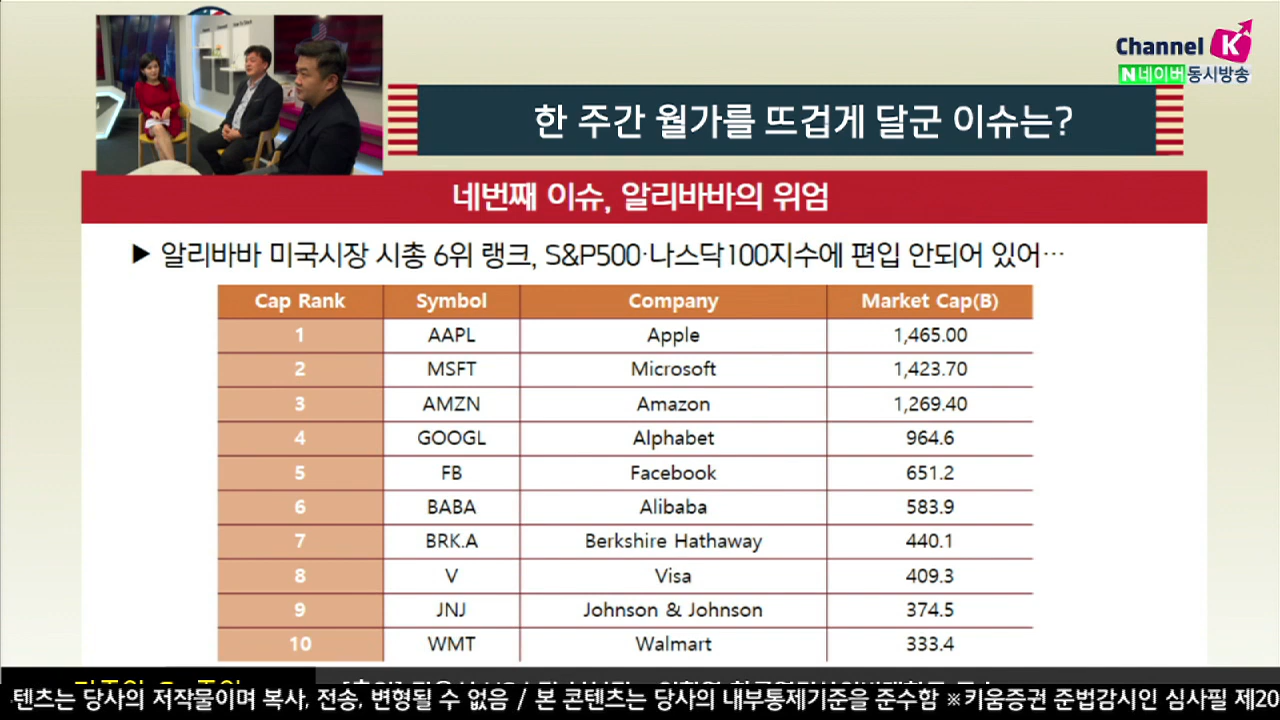 Channel K
N 네이버 동시방송
한 주간 월가를 뜨겁게 달군 이슈는?
네번째 이슈, 알리바바의 위엄
▶ 알리바바 미국시장 시총 6위 랭크, S&P500·나스닥100지수에 편입 안되어 있어…
Cap Rank Symbol Company Market Cap(B)
1 AAPL Apple 1,465.00
2 MSFT Microsoft 1,423.70
3 AMZN Amazon 1,269.40
4 GOOGL Alphabet 964.6
5 FB Facebook 651.2
6 BABA Alibaba 583.9
7 BRK.A Berkshire Hathaway 440.1
8 V Visa 409.3
9 JNJ Johnson & Johnson 374.5
10 WMT Walmart 333.4
텐츠는 당사의 저작물이며 복사, 전송, 변형될 수 없음 / 본 콘텐츠는 당사의 내부통제기준을 준수함 ※키움증권 준법감시인 심사필 제20